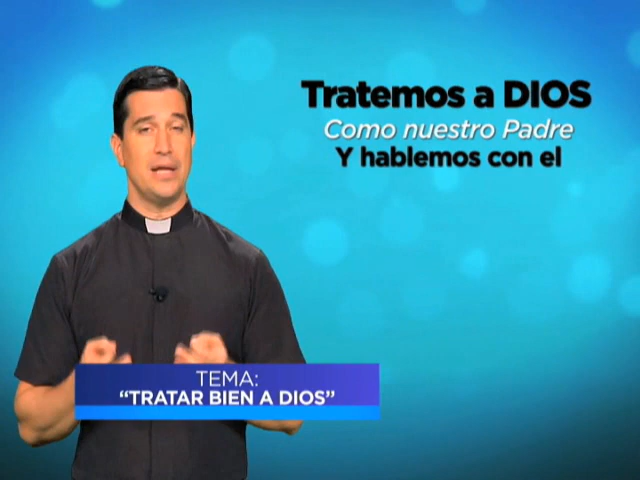 Tratemos a DIOS
Como nuestro Padre
Y hablemos con el
TEMA:
“TRATAR BIEN A DIOS”